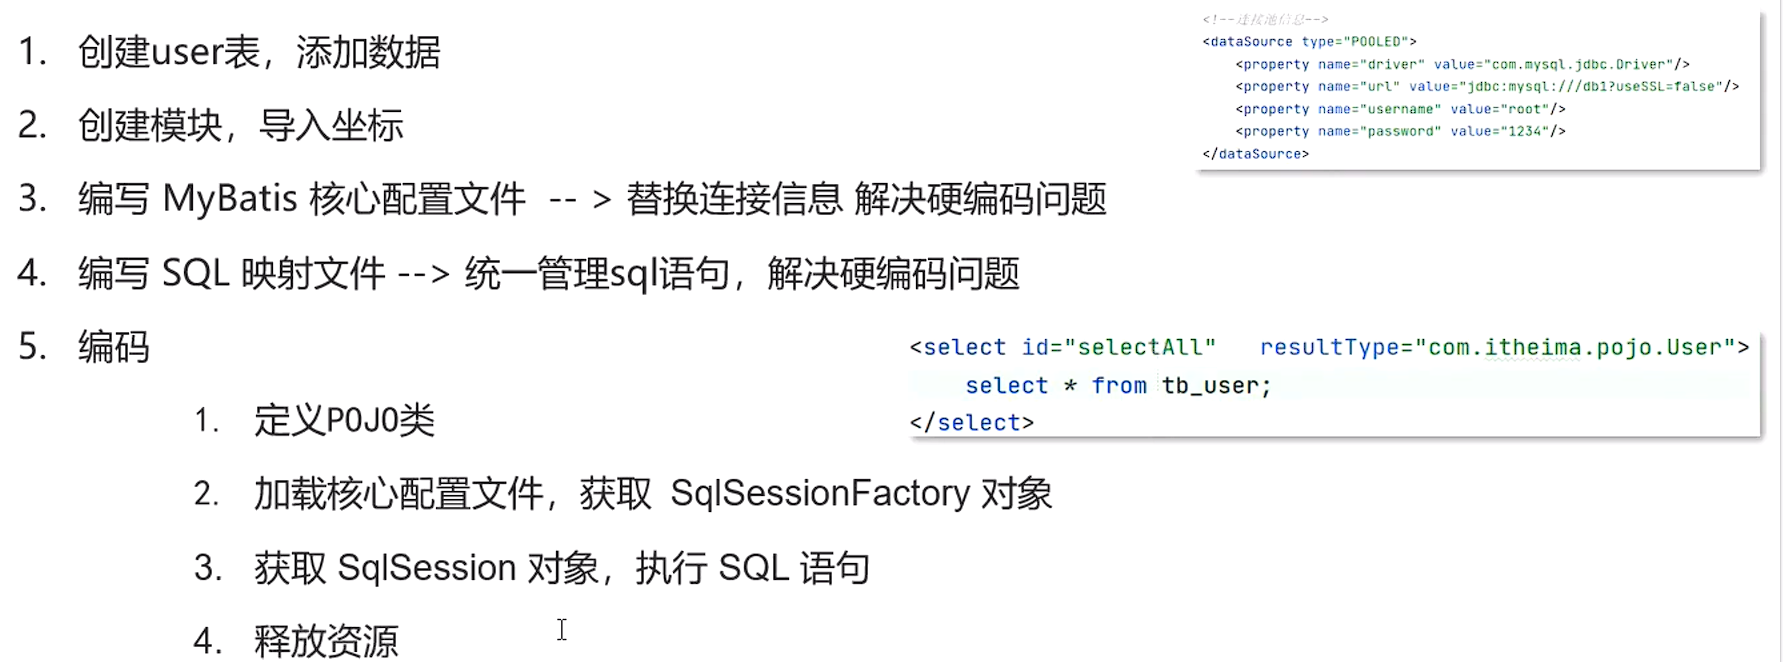 1. 创建user表，添加数据
2. 创建模块，导入坐标
3. 编写 MyBatis 核心配置文件 -- > 替换连接信息 解决硬编码问题
4. 编写 SQL 映射文件 --> 统一管理sql语句，解决硬编码问题
5. 编码
1. 定义POJO类
2. 加载核心配置文件，获取 SqlSessionFactory 对象
3. 获取 SqlSession 对象，执行 SQL 语句
4. 释放资源
<!--连接池信息-->
<dataSource type="POOLED">
<property name="driver" value="com.mysql.jdbc.Driver"/>
<property name="url" value="jdbc:mysql:///db1?useSSL=false"/>
<property name="username" value="root"/>
<property name="password" value="1234"/>
</dataSource>
<select id="selectAll" resultType="com.itheima.pojo.User">
select * from tb_user;
</select>